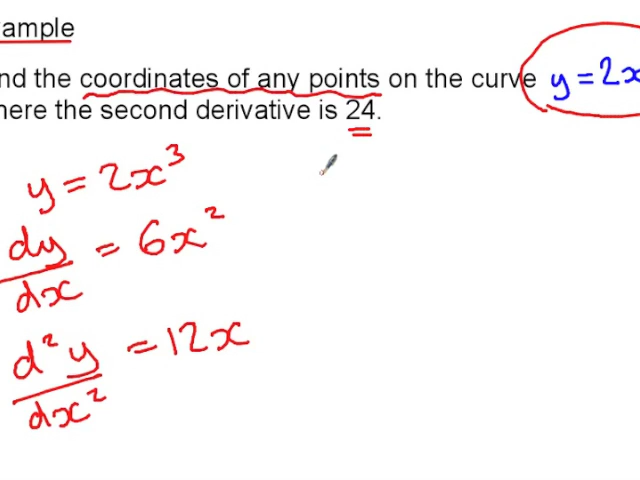 ample
nd the coordinates of any points on the curve y = 2x
here the second derivative is 24.
y = 2x³
dy/dx = 6x²
d²y/dx² = 12x